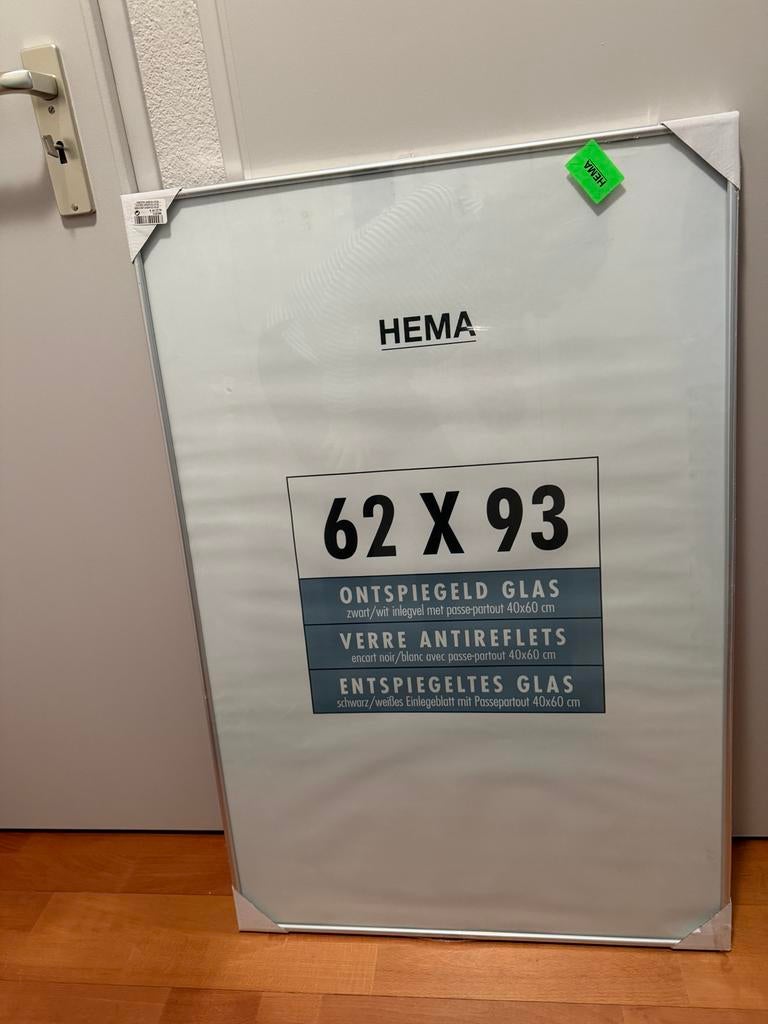 HEMA
HEMA
62 X 93
ONTSPIEGELD GLAS
zwart/wit inlegvel met passe-partout 40x60 cm
VERRE ANTIREFLETS
encart noir/blanc avec passe-partout 40x60 cm
ENTSPIEGELTES GLAS
schwarz/weißes Einlegeblatt mit Passepartout 40x60 cm